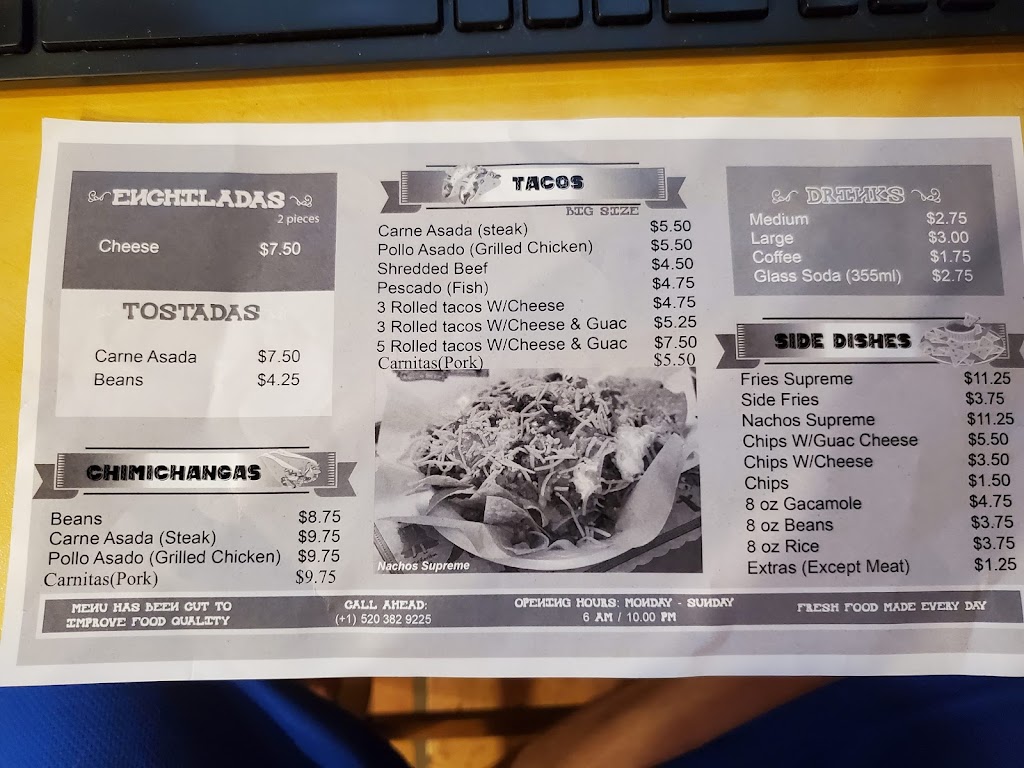 ENCHILADAS
2 pieces
Cheese $7.50
TOSTADAS
Carne Asada $7.50
Beans $4.25
CHIMICHANGAS
Beans $8.75
Carne Asada (Steak) $9.75
Pollo Asado (Grilled Chicken) $9.75
Carnitas(Pork) $9.75
TACOS
BIG SIZE
Carne Asada (steak) $5.50
Pollo Asado (Grilled Chicken) $5.50
Shredded Beef $4.50
Pescado (Fish) $4.75
3 Rolled tacos W/Cheese $4.75
3 Rolled tacos W/Cheese & Guac $5.25
5 Rolled tacos W/Cheese & Guac $7.50
Carnitas(Pork) $5.50
Nachos Supreme
DRINKS
Medium $2.75
Large $3.00
Coffee $1.75
Glass Soda (355ml) $2.75
SIDE DISHES
Fries Supreme $11.25
Side Fries $3.75
Nachos Supreme $11.25
Chips W/Guac Cheese $5.50
Chips W/Cheese $3.50
Chips $1.50
8 oz Gacamole $4.75
8 oz Beans $3.75
8 oz Rice $3.75
Extras (Except Meat) $1.25
MENU HAS BEEN CUT TO
IMPROVE FOOD QUALITY
CALL AHEAD:
(+1) 520 382 9225
OPENING HOURS: MONDAY - SUNDAY
6 AM / 10.00 PM
FRESH FOOD MADE EVERY DAY